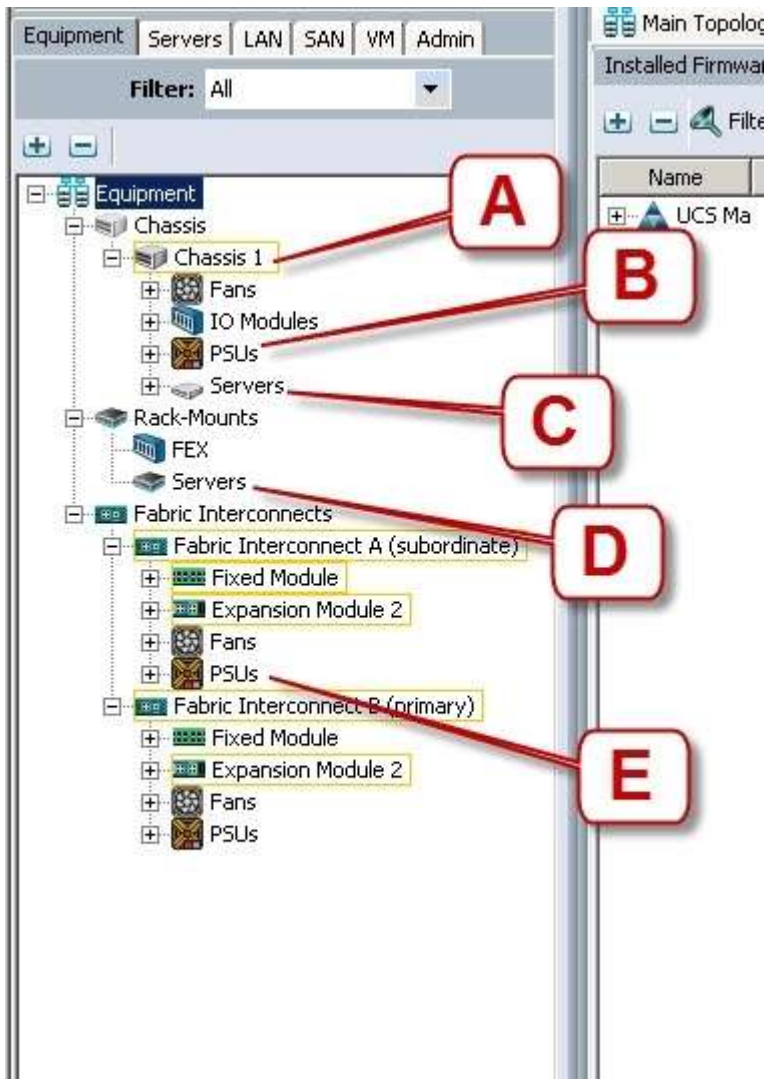 Equipment Servers LAN SAN VM Admin
Filter: All
Equipment
Chassis
Chassis 1
Fans
IO Modules
PSUs
Servers
Rack-Mounts
FEX
Servers
Fabric Interconnects
Fabric Interconnect A (subordinate)
Fixed Module
Expansion Module 2
Fans
PSUs
Fabric Interconnect B (primary)
Fixed Module
Expansion Module 2
Fans
PSUs
A
B
C
D
E
Main Topolog
Installed Firmwar
Filte
Name
UCS Ma